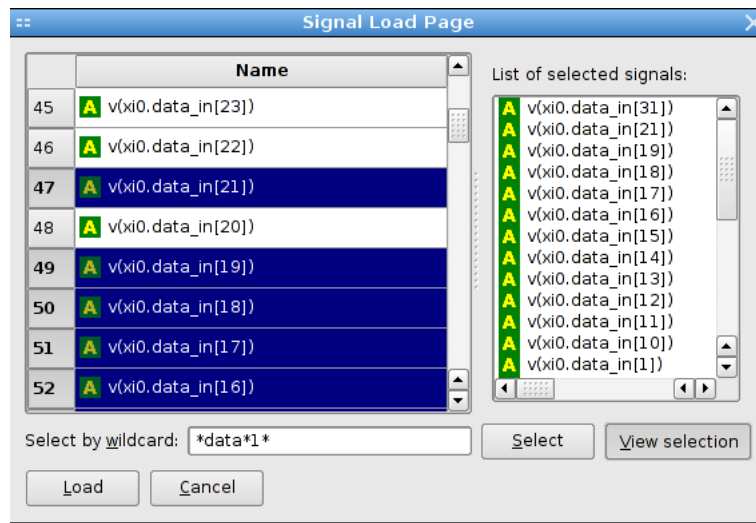 Signal Load Page
Name
45 A v(xi0.data_in[23])
46 A v(xi0.data_in[22])
47 A v(xi0.data_in[21])
48 A v(xi0.data_in[20])
49 A v(xi0.data_in[19])
50 A v(xi0.data_in[18])
51 A v(xi0.data_in[17])
52 A v(xi0.data_in[16])
List of selected signals:
A v(xi0.data_in[31])
A v(xi0.data_in[21])
A v(xi0.data_in[19])
A v(xi0.data_in[18])
A v(xi0.data_in[17])
A v(xi0.data_in[16])
A v(xi0.data_in[15])
A v(xi0.data_in[14])
A v(xi0.data_in[13])
A v(xi0.data_in[12])
A v(xi0.data_in[11])
A v(xi0.data_in[10])
A v(xi0.data_in[1])
Select by wildcard: *data*1* Select View selection
Load Cancel